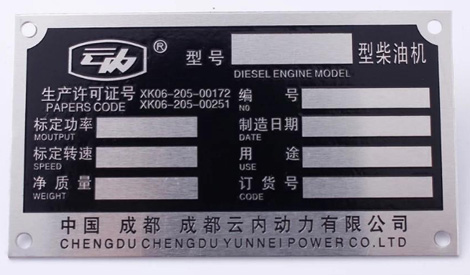 云内 ®
型号 型柴油机
DIESEL ENGINE MODEL
生产许可证号 XK06-205-00172
PAPERS CODE XK06-205-00251
编 号
NO
标定功率
MOUTPUT
制造日期
DATE
标定转速
SPEED
用 途
USE
净 质 量
WEIGHT
订 货 号
CODE
中国 成都 成都云内动力有限公司
CHENGDU CHENGDU YUNNEI POWER CO.LTD